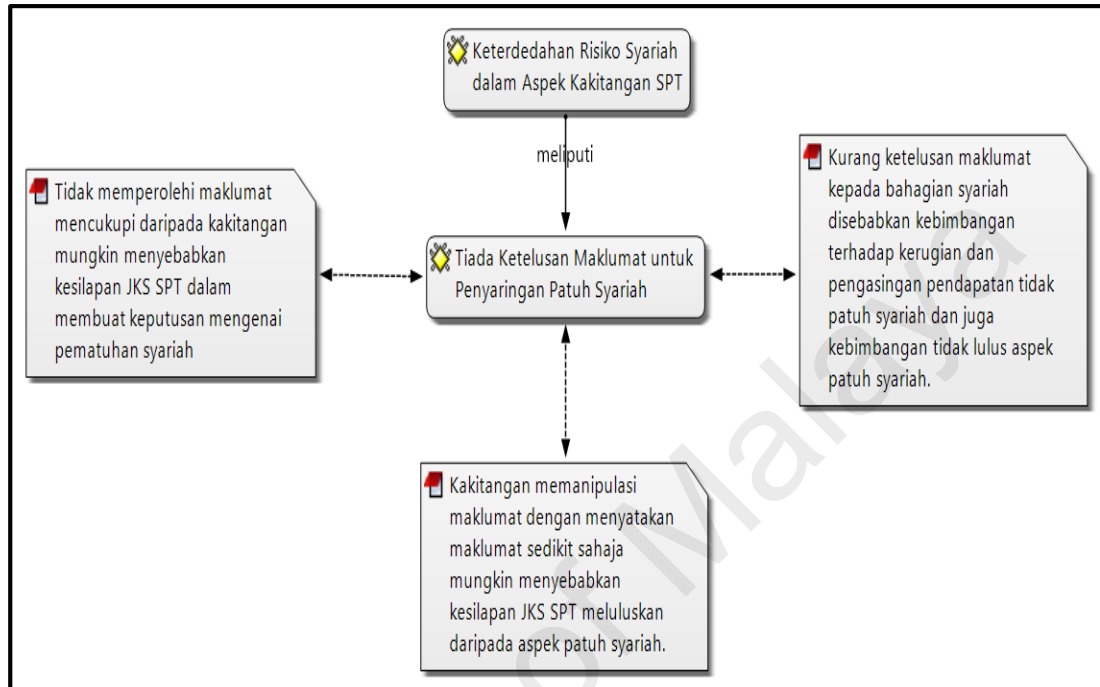 Keterdedahan Risiko Syariah
dalam Aspek Kakitangan SPT
meliputi
Tidak memperolehi maklumat
mencukupi daripada kakitangan
mungkin menyebabkan
kesilapan JKS SPT dalam
membuat keputusan mengenai
pematuhan syariah
Tiada Ketelusan Maklumat untuk
Penyaringan Patuh Syariah
Kurang ketelusan maklumat
kepada bahagian syariah
disebabkan kebimbangan
terhadap kerugian dan
pengasingan pendapatan tidak
patuh syariah dan juga
kebimbangan tidak lulus aspek
patuh syariah.
Kakitangan memanipulasi
maklumat dengan menyatakan
maklumat sedikit sahaja
mungkin menyebabkan
kesilapan JKS SPT meluluskan
daripada aspek patuh syariah.
of Malaya